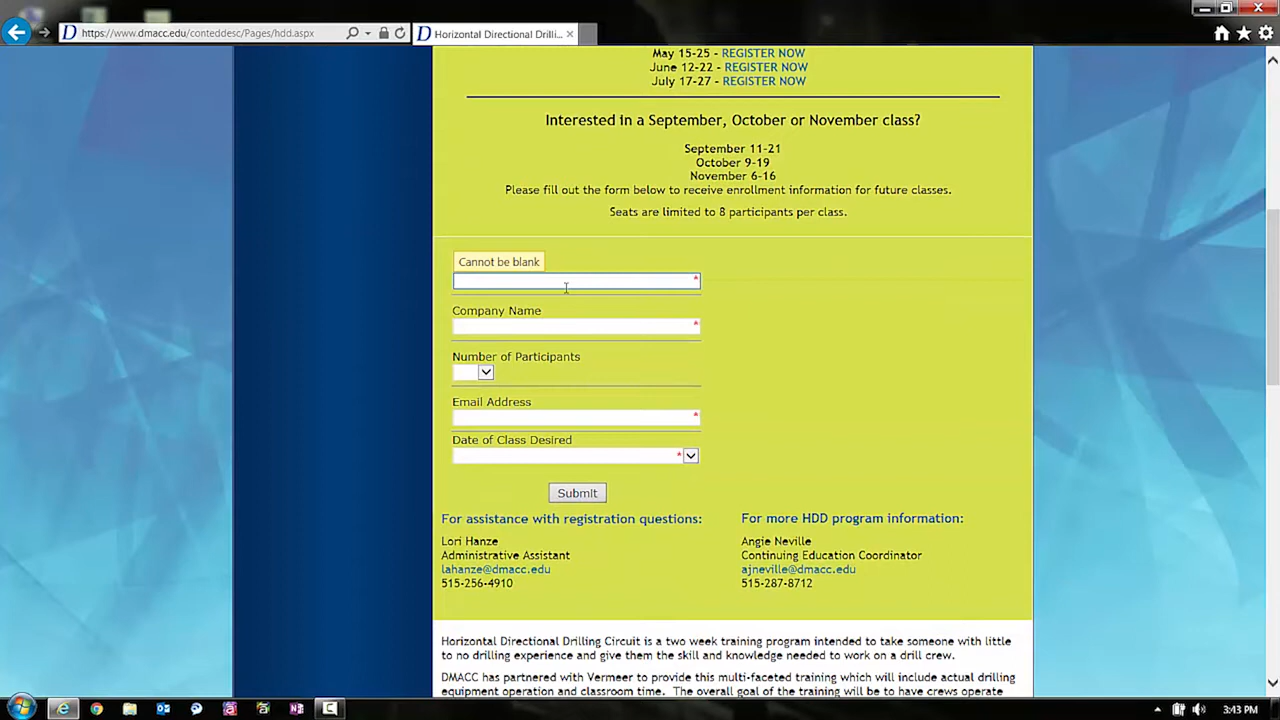 https://www.dmacc.edu/conteddesc/Pages/hdd.aspx
Horizontal Directional Drilli...
May 15-25 - REGISTER NOW
June 12-22 - REGISTER NOW
July 17-27 - REGISTER NOW
Interested in a September, October or November class?
September 11-21
October 9-19
November 6-16
Please fill out the form below to receive enrollment information for future classes.
Seats are limited to 8 participants per class.
Cannot be blank
*
Company Name
*
Number of Participants
Email Address
*
Date of Class Desired
*
Submit
For assistance with registration questions:
Lori Hanze
Administrative Assistant
lahanze@dmacc.edu
515-256-4910
For more HDD program information:
Angie Neville
Continuing Education Coordinator
ajneville@dmacc.edu
515-287-8712
Horizontal Directional Drilling Circuit is a two week training program intended to take someone with little
to no drilling experience and give them the skill and knowledge needed to work on a drill crew.
DMACC has partnered with Vermeer to provide this multi-faceted training which will include actual drilling
equipment operation and classroom time. The overall goal of the training will be to have crews operate
3:43 PM